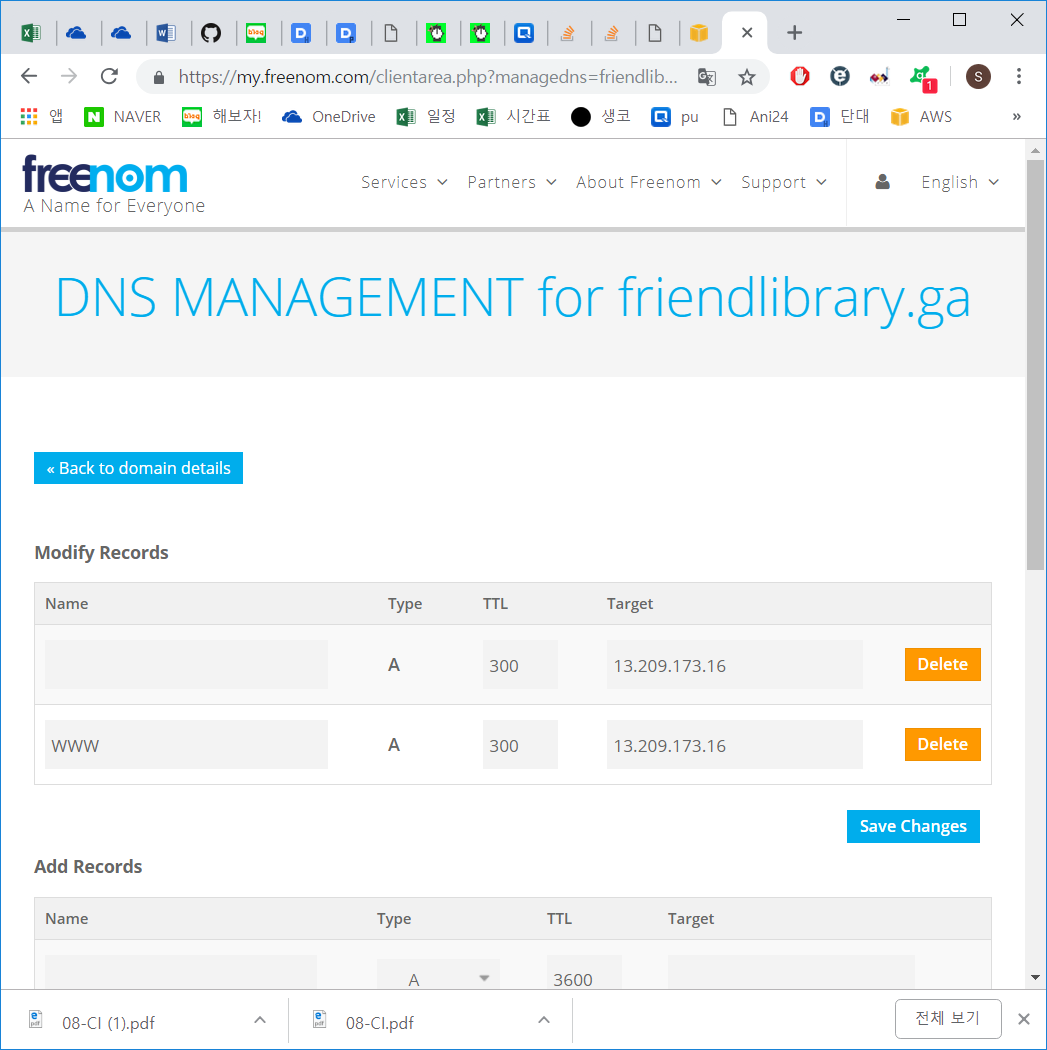 https://my.freenom.com/clientarea.php?managedns=friendlib...
1
S
앱 NAVER 해보자! OneDrive 일정 시간표 생코 pu Ani24 단대 AWS »
freenom
A Name for Everyone
Services Partners About Freenom Support English
DNS MANAGEMENT for friendlibrary.ga
« Back to domain details
Modify Records
Name Type TTL Target
A 300 13.209.173.16 Delete
WWW A 300 13.209.173.16 Delete
Save Changes
Add Records
Name Type TTL Target
A 3600
08-CI (1).pdf 08-CI.pdf 전체 보기